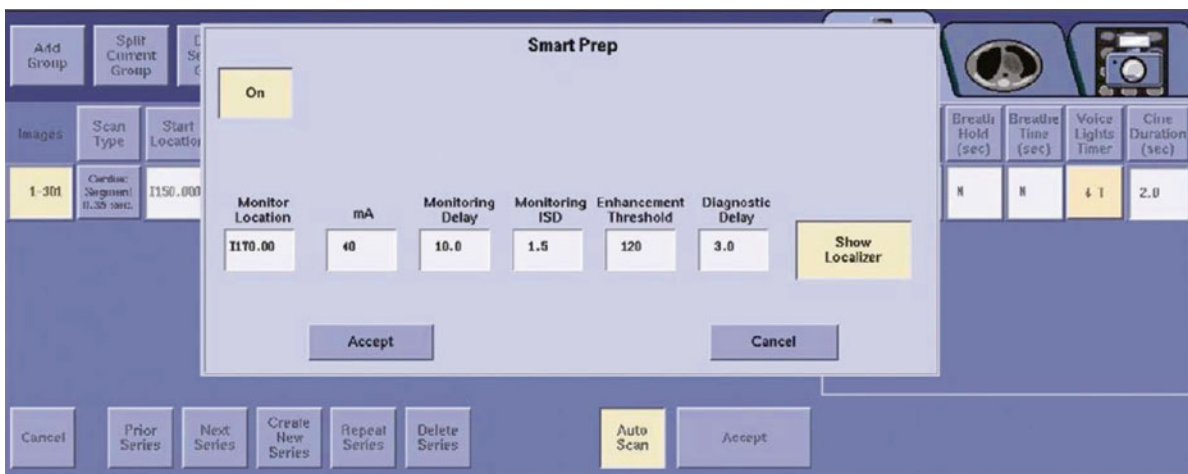 Smart Prep
Add
Group
Split
Current
Group
On
Images
Scan
Type
Start
Location
Breath
Hold
(sec)
Breathe
Time
(sec)
Voice
Lights
Timer
Cine
Duration
(sec)
1-301
Cardiac
Segment
0.35 sec.
I150.000
N
N
2.0
Monitor
Location
mA
Monitoring
Delay
Monitoring
ISD
Enhancement
Threshold
Diagnostic
Delay
I170.00
40
10.0
1.5
120
3.0
Show
Localizer
Accept
Cancel
Cancel
Prior
Series
Next
Series
Create
New
Series
Repeat
Series
Delete
Series
Auto
Scan
Accept